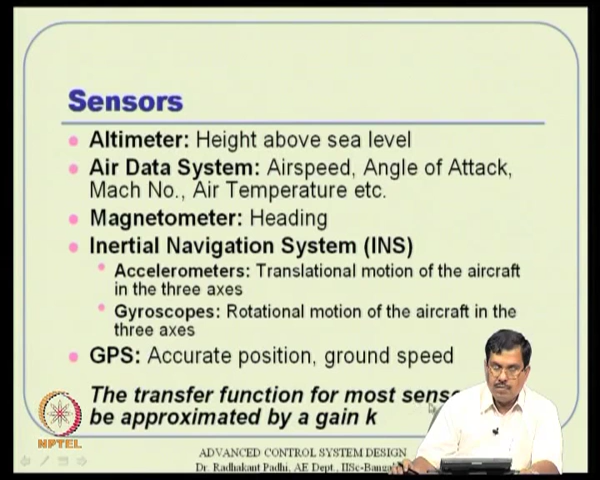 Sensors
Altimeter: Height above sea level
Air Data System: Airspeed, Angle of Attack,
Mach No., Air Temperature etc.
Magnetometer: Heading
Inertial Navigation System (INS)
Accelerometers: Translational motion of the aircraft
in the three axes
Gyroscopes: Rotational motion of the aircraft in the
three axes
GPS: Accurate position, ground speed
The transfer function for most
be approximated by a gain k
NPTEL
ADVANCED CONTROL SYSTEM DESIGN
Dr. Radhakant Padhi, AE Dept., IISc-